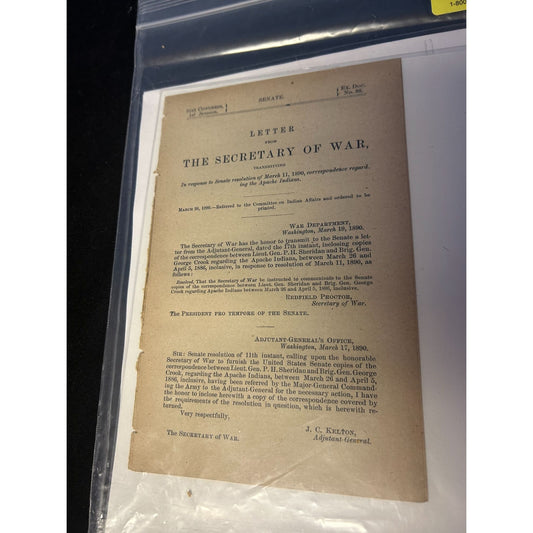 1-800
51ST CONGRESS, } SENATE. { EX. DOC.
1st Session. } { No. 88.
LETTER
FROM
THE SECRETARY OF WAR,
TRANSMITTING
In response to Senate resolution of March 11, 1890, correspondence regard-
ing the Apache Indians.
MARCH 20, 1890.—Referred to the Committee on Indian Affairs and ordered to be
printed.
WAR DEPARTMENT,
Washington, March 19, 1890.
The Secretary of War has the honor to transmit to the Senate a let-
ter from the Adjutant-General, dated the 17th instant, inclosing copies
of the correspondence between Lieut. Gen. P. H. Sheridan and Brig. Gen.
George Crook regarding the Apache Indians, between March 26 and
April 5, 1886, inclusive, in response to resolution of March 11, 1890, as
follows:
Resolved, That the Secretary of War be instructed to communicate to the Senate
copies of the correspondence between Lieut. Gen. Sheridan and Brig. Gen. George
Crook regarding Apache Indians between March 26 and April 5, 1886, inclusive.
REDFIELD PROCTOR,
Secretary of War.
The PRESIDENT PRO TEMPORE OF THE SENATE.
ADJUTANT-GENERAL'S OFFICE,
Washington, March 17, 1890.
SIR: Senate resolution of 11th instant, calling upon the honorable
Secretary of War to furnish the United States Senate copies of the
correspondence between Lieut. Gen. P. H. Sheridan and Brig. Gen. George
Crook, regarding the Apache Indians, between March 26 and April 5,
1886, inclusive, having been referred by the Major-General Command-
ing the Army to the Adjutant-General for the necessary action, I have
the honor to inclose herewith a copy of the correspondence covered by
the requirements of the resolution in question, which is herewith re-
turned.
Very respectfully,
J. C. KELTON,
Adjutant-General.
The SECRETARY OF WAR.